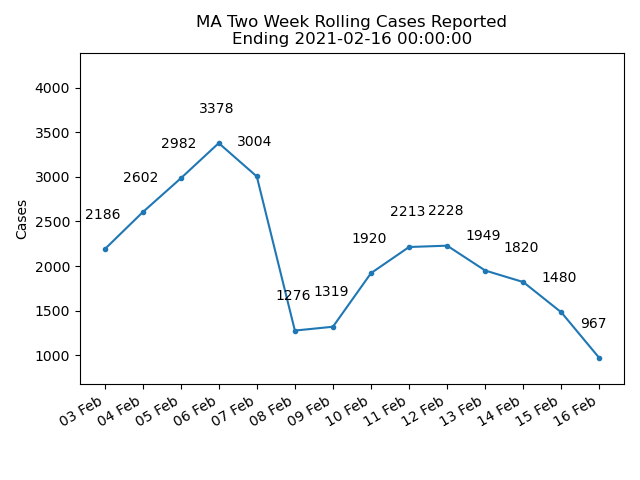 MA Two Week Rolling Cases Reported
Ending 2021-02-16 00:00:00
Cases
4000
3500
3000
2500
2000
1500
1000
2186
2602
2982
3378
3004
1276
1319
1920
2213
2228
1949
1820
1480
967
03 Feb
04 Feb
05 Feb
06 Feb
07 Feb
08 Feb
09 Feb
10 Feb
11 Feb
12 Feb
13 Feb
14 Feb
15 Feb
16 Feb